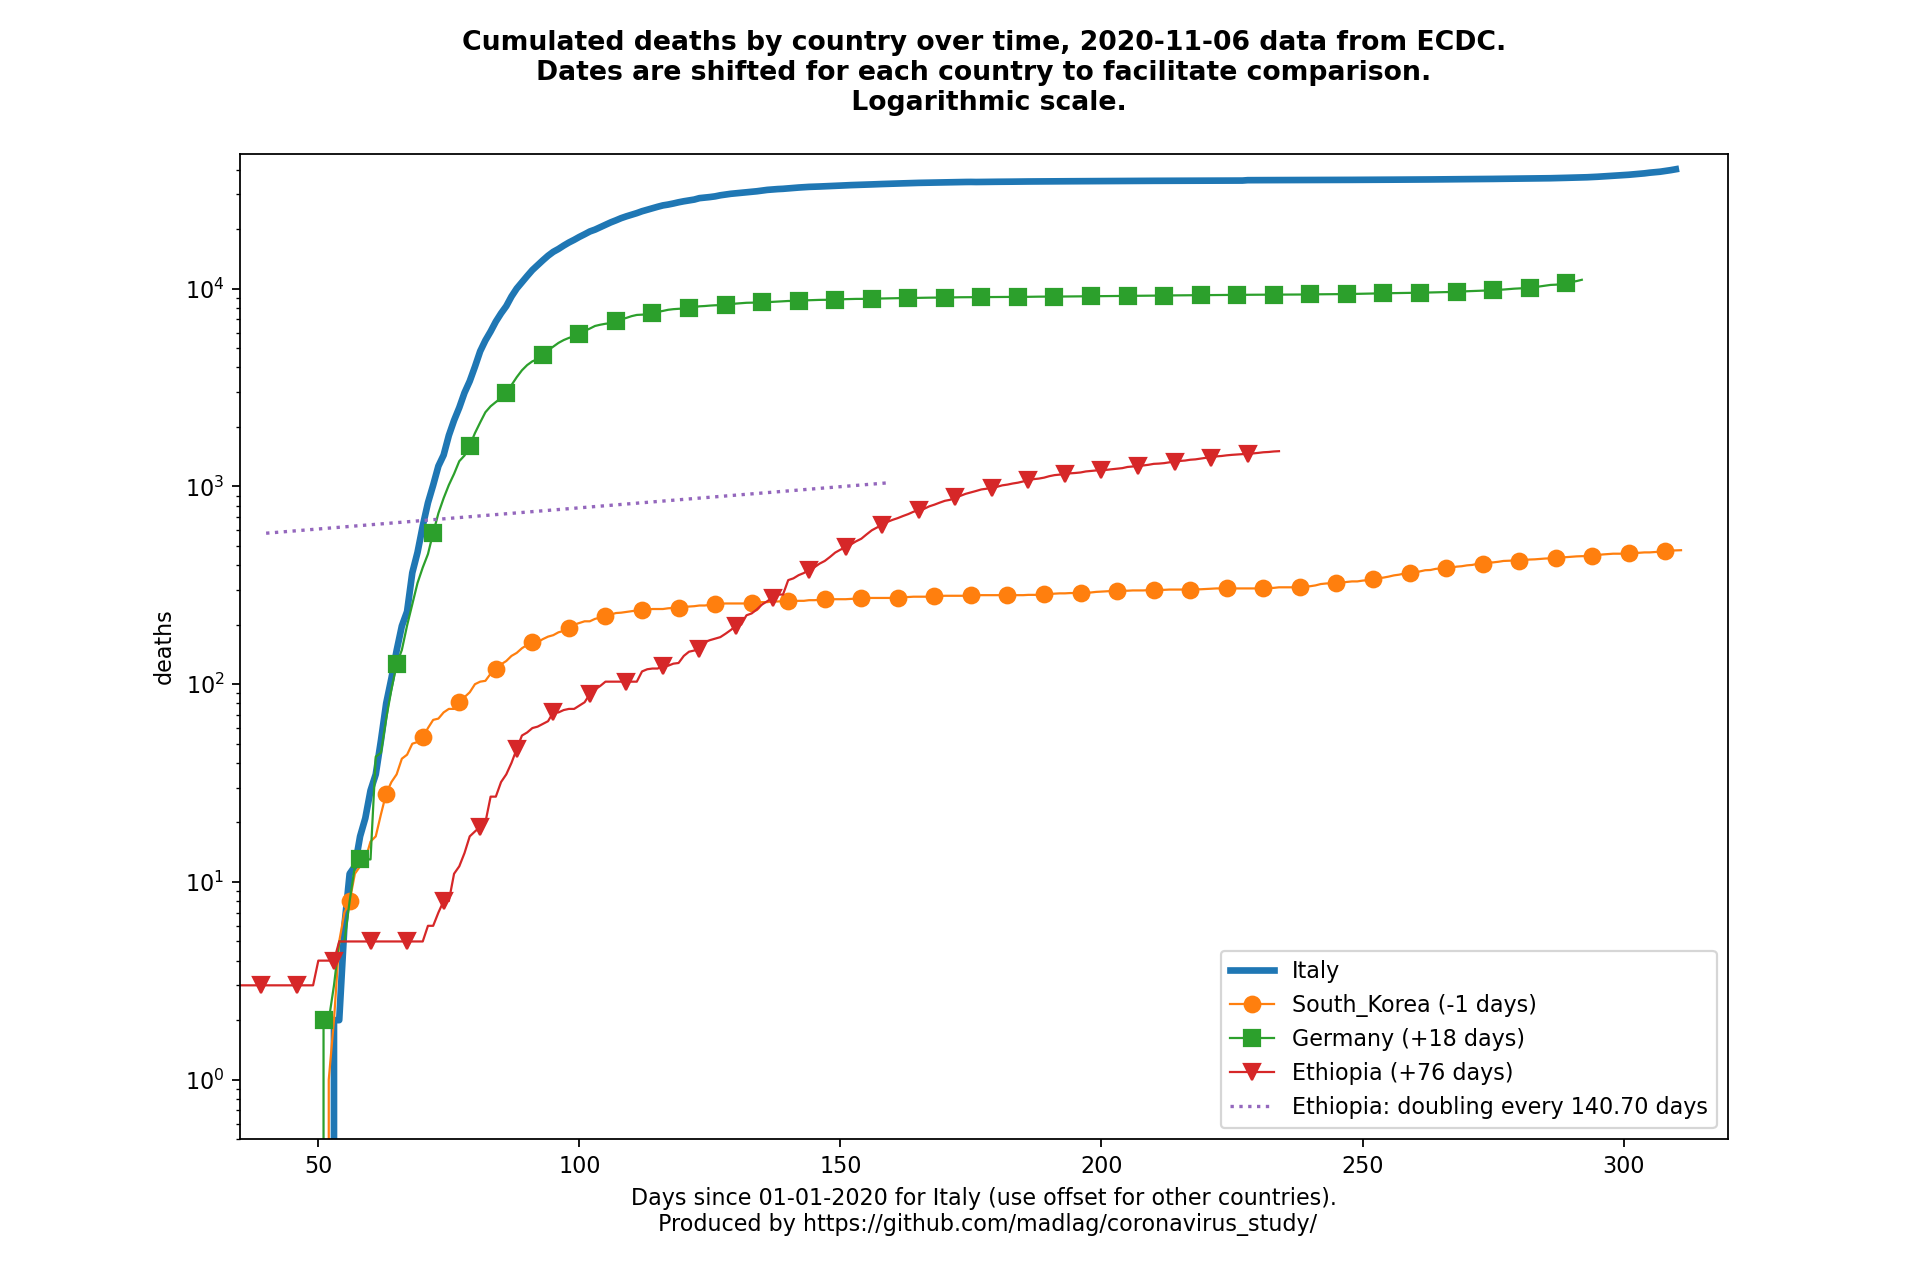 Cumulated deaths by country over time, 2020-11-06 data from ECDC.
Dates are shifted for each country to facilitate comparison.
Logarithmic scale.
10^4
10^3
10^2
10^1
10^0
deaths
Italy
South_Korea (-1 days)
Germany (+18 days)
Ethiopia (+76 days)
Ethiopia: doubling every 140.70 days
50 100 150 200 250 300
Days since 01-01-2020 for Italy (use offset for other countries).
Produced by https://github.com/madlag/coronavirus_study/